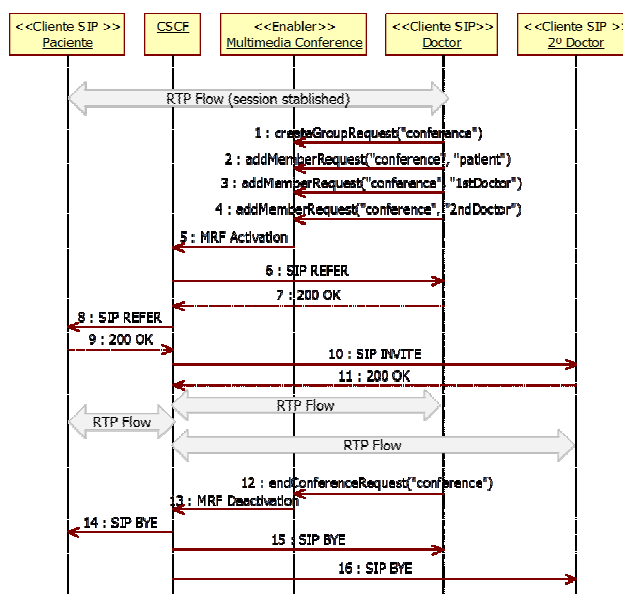 <<Cliente SIP >>
Paciente
CSCF
<<Enabler>>
Multimedia Conference
<<Cliente SIP>>
Doctor
<<Cliente SIP >>
2º Doctor
RTP Flow (session stablished)
1 : createGroupRequest("conference")
2 : addMemberRequest("conference", "patient")
3 : addMemberRequest("conference", "1stDoctor")
4 : addMemberRequest("conference", "2ndDoctor")
5 : MRF Activation
6 : SIP REFER
7 : 200 OK
8 : SIP REFER
9 : 200 OK
10 : SIP INVITE
11 : 200 OK
RTP Flow
RTP Flow
RTP Flow
12 : endConferenceRequest("conference")
13 : MRF Deactivation
14 : SIP BYE
15 : SIP BYE
16 : SIP BYE